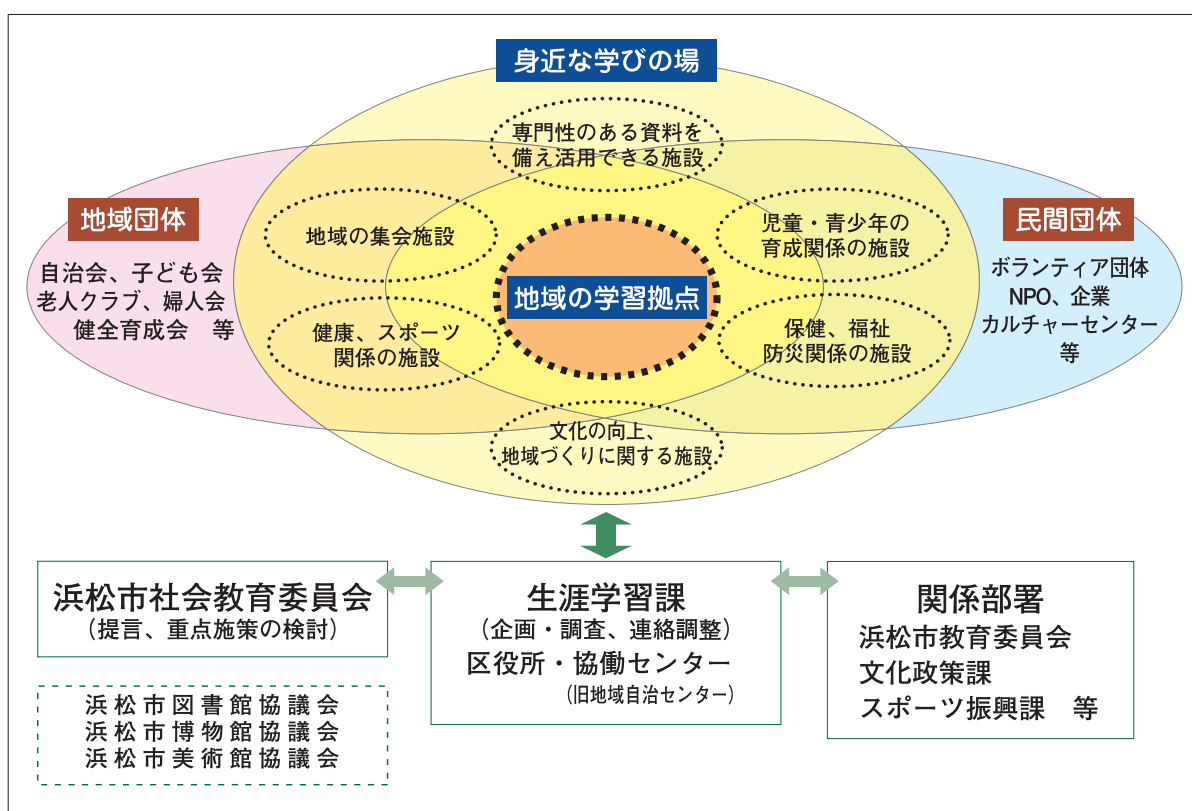 身近な学びの場
専門性のある資料を
備え活用できる施設
地域団体
自治会、子ども会
老人クラブ、婦人会
健全育成会　等
地域の集会施設
健康、スポーツ
関係の施設
地域の学習拠点
児童・青少年の
育成関係の施設
保健、福祉
防災関係の施設
民間団体
ボランティア団体
NPO、企業
カルチャーセンター
等
文化の向上、
地域づくりに関する施設
浜松市社会教育委員会
(提言、重点施策の検討)
浜松市図書館協議会
浜松市博物館協議会
浜松市美術館協議会
生涯学習課
(企画・調査、連絡調整)
区役所・協働センター
(旧地域自治センター)
関係部署
浜松市教育委員会
文化政策課
スポーツ振興課　等